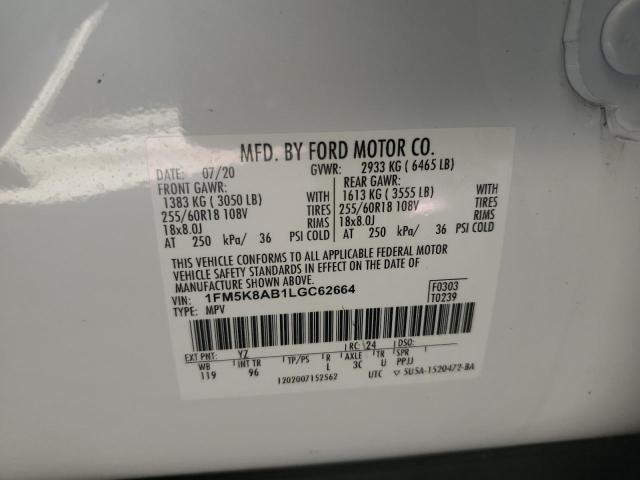 MFD. BY FORD MOTOR CO.
DATE: 07/20 GVWR: 2933 KG ( 6465 LB)
FRONT GAWR: REAR GAWR:
1383 KG ( 3050 LB) WITH 1613 KG ( 3555 LB) WITH
255/60R18 108V TIRES 255/60R18 108V TIRES
18x8.0J RIMS 18x8.0J RIMS
AT 250 kPa/ 36 PSI COLD AT 250 kPa/ 36 PSI COLD
THIS VEHICLE CONFORMS TO ALL APPLICABLE FEDERAL MOTOR
VEHICLE SAFETY STANDARDS IN EFFECT ON THE DATE OF
MANUFACTURE SHOWN ABOVE.
VIN: 1FM5K8AB1LGC62664 F0303
TYPE: MPV T0239
EXT PNT: YZ RC: 24 DSO:
WB INT TR TP/PS R AXLE TR SPR
119 96 L 3C U PPJJ
1202007152562 UTC ▽ 5U5A-1520472-BA